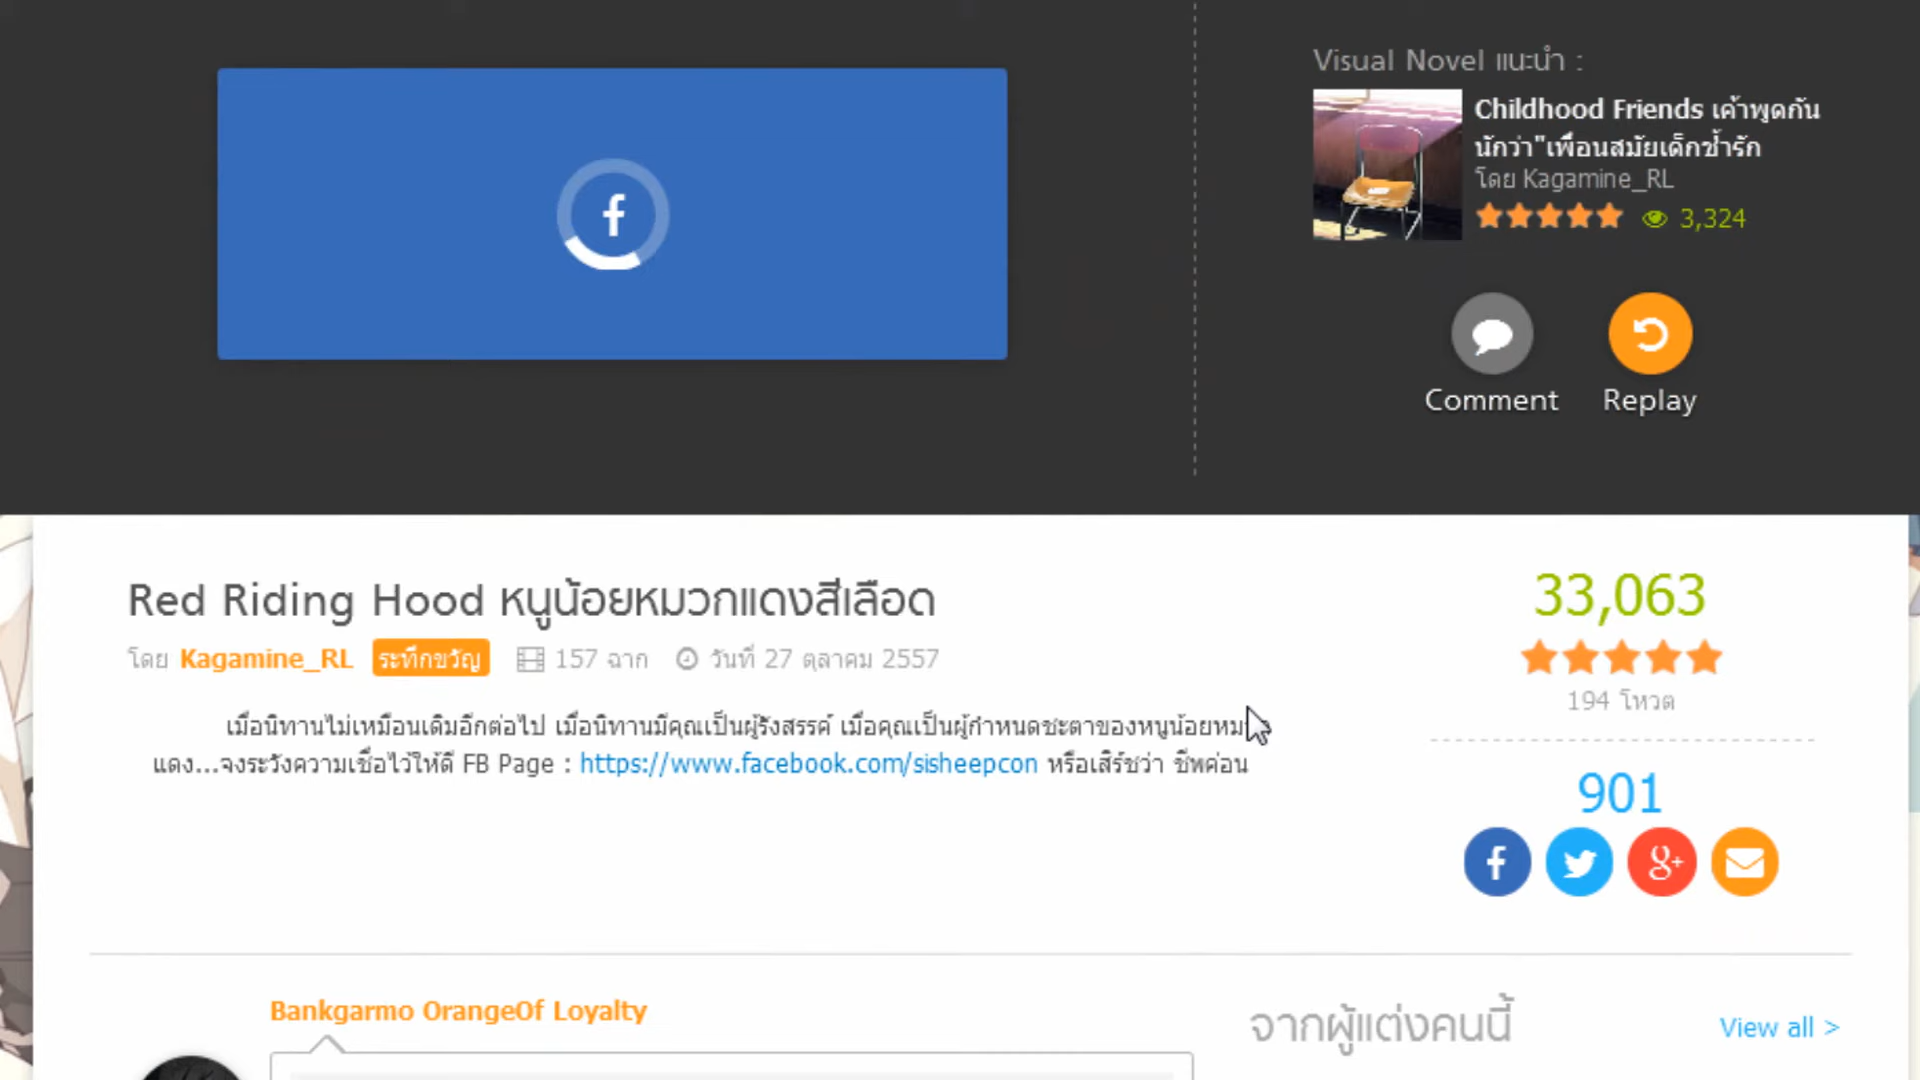 Visual Novel แนะนำ :
Childhood Friends เค้าพูดกัน
นักว่า"เพื่อนสมัยเด็กช้ำรัก
โดย Kagamine_RL
3,324
Comment
Replay
Red Riding Hood หนูน้อยหมวกแดงสีเลือด
โดย Kagamine_RL ระทึกขวัญ 157 ฉาก วันที่ 27 ตุลาคม 2557
33,063
194 โหวต
เมื่อนิทานไม่เหมือนเดิมอีกต่อไป เมื่อนิทานมีคุณเป็นผู้รังสรรค์ เมื่อคุณเป็นผู้กำหนดชะตาของหนูน้อยหมวก
แดง...จงระวังความเชื่อไว้ให้ดี FB Page : https://www.facebook.com/sisheepcon หรือเสิร์ชว่า ชีพค่อน
901
Bankgarmo OrangeOf Loyalty
จากผู้แต่งคนนี้
View all >